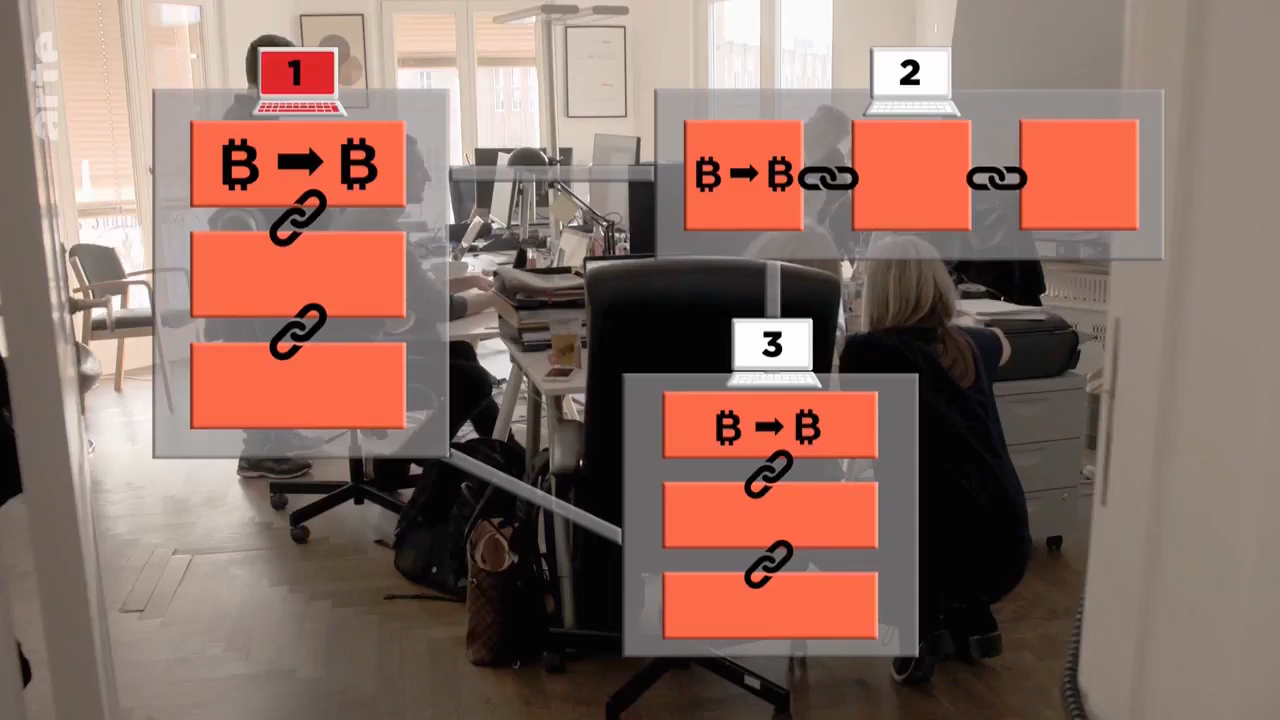 arte
1
2
₿ ➡ ₿
₿ ➡ ₿
3
₿ ➡ ₿